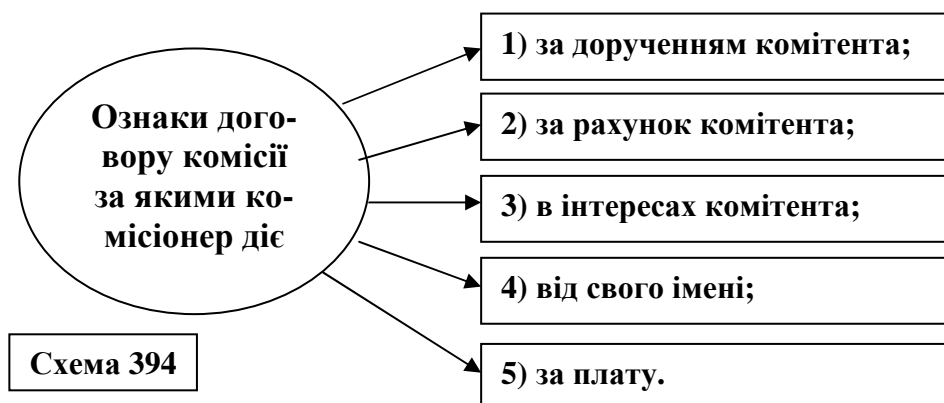 Ознаки дого-
вору комісії
за якими ко-
місіонер діє
1) за дорученням комітента;
2) за рахунок комітента;
3) в інтересах комітента;
4) від свого імені;
5) за плату.
Схема 394